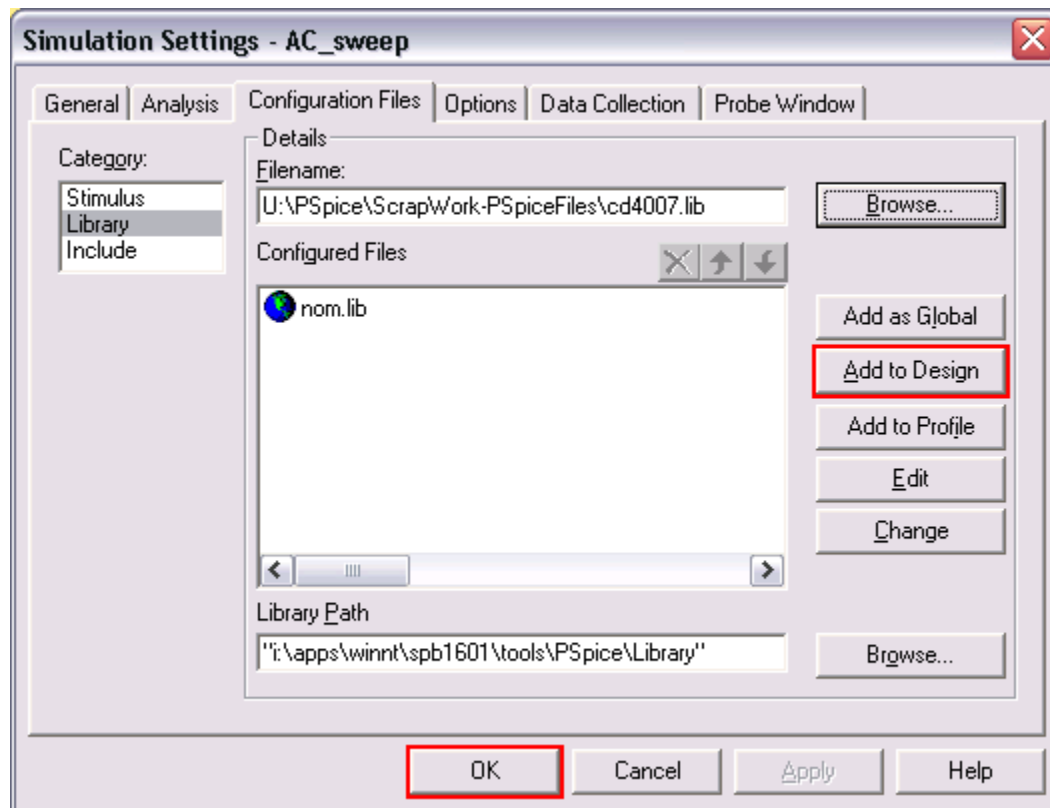 Simulation Settings - AC_sweep
General
Analysis
Configuration Files
Options
Data Collection
Probe Window
Category:
Stimulus
Library
Include
Details
Filename:
U:\PSpice\ScrapWork-PSpiceFiles\cd4007.lib
Browse...
Configured Files
nom.lib
Add as Global
Add to Design
Add to Profile
Edit
Change
Library Path
"i:\apps\winnt\spb1601\tools\PSpice\Library"
Browse...
OK
Cancel
Apply
Help